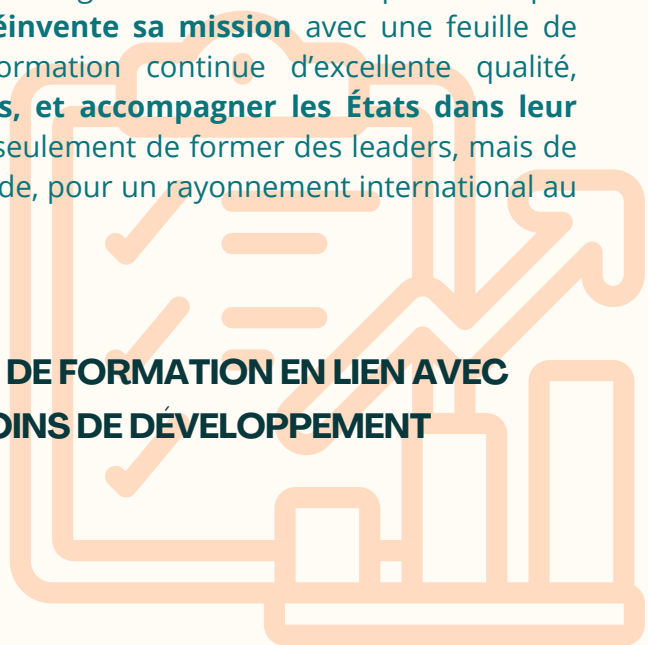 éinvente sa mission avec une feuille de
ormation continue d'excellente qualité,
s, et accompagner les États dans leur
seulement de former des leaders, mais de
de, pour un rayonnement international au
DE FORMATION EN LIEN AVEC
OINS DE DÉVELOPPEMENT